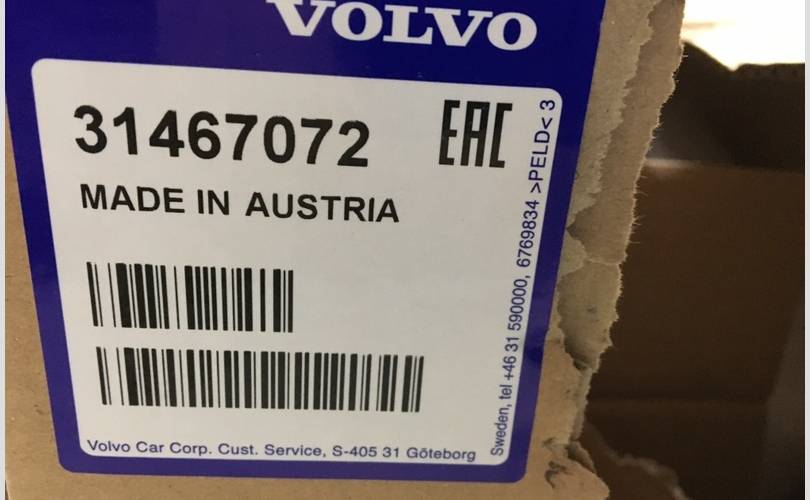 VOLVO
31467072
EAC
MADE IN AUSTRIA
Volvo Car Corp. Cust. Service, S-405 31 Göteborg
Sweden, tel +46 31 590000, 6769834 >PELD< 3